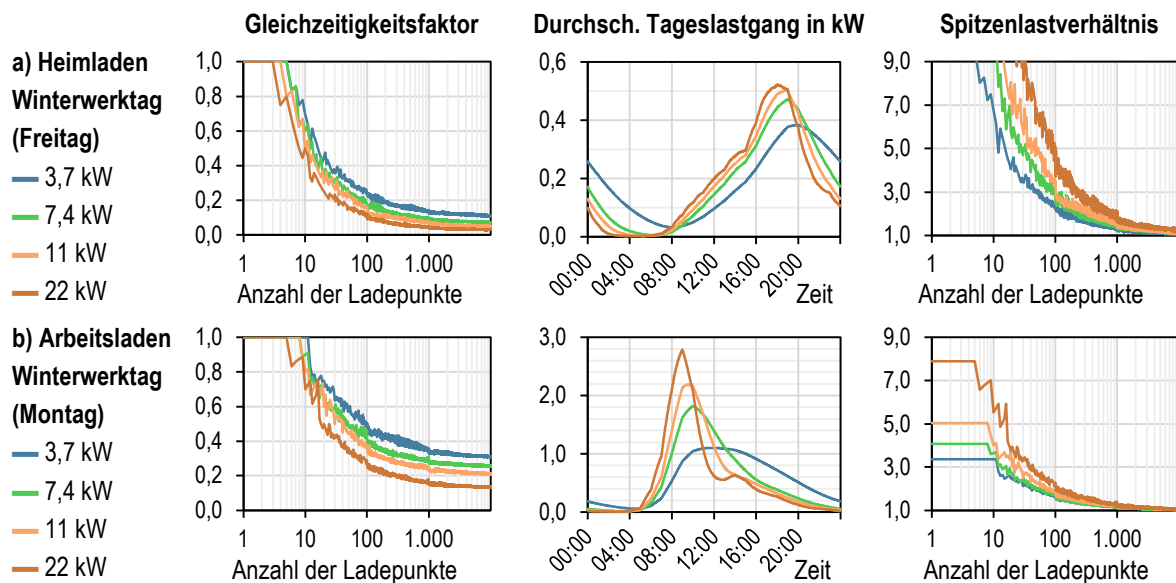 Gleichzeitigkeitsfaktor
Durchsch. Tageslastgang in kW
Spitzenlastverhältnis
a) Heimladen
Winterwerktag
(Freitag)
3,7 kW
7,4 kW
11 kW
22 kW
1,0
0,8
0,6
0,4
0,2
0,0
1
10
100
1.000
Anzahl der Ladepunkte
0,6
0,4
0,2
0,0
00:00
04:00
08:00
12:00
16:00
20:00
Zeit
9,0
7,0
5,0
3,0
1,0
1
10
100
1.000
Anzahl der Ladepunkte
b) Arbeitsladen
Winterwerktag
(Montag)
3,7 kW
7,4 kW
11 kW
22 kW
1,0
0,8
0,6
0,4
0,2
0,0
1
10
100
1.000
Anzahl der Ladepunkte
3,0
2,0
1,0
0,0
00:00
04:00
08:00
12:00
16:00
20:00
Zeit
9,0
7,0
5,0
3,0
1,0
1
10
100
1.000
Anzahl der Ladepunkte